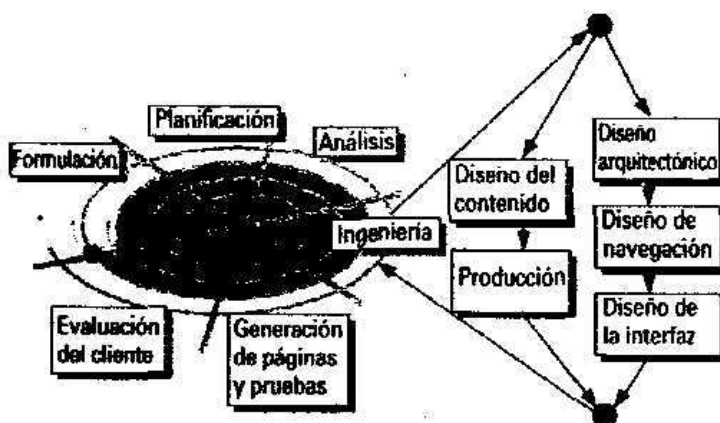 Planificación
Formulación
Análisis
Ingeniería
Evaluación
del cliente
Generación
de páginas
y pruebas
Diseño del
contenido
Producción
Diseño
arquitectónico
Diseño de
navegación
Diseño de
la interfaz